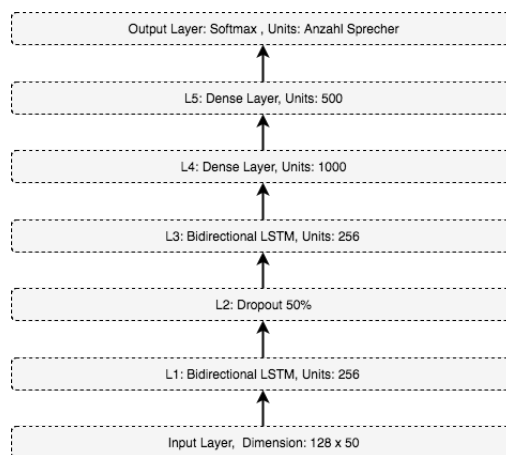 Output Layer: Softmax , Units: Anzahl Sprecher
L5: Dense Layer, Units: 500
L4: Dense Layer, Units: 1000
L3: Bidirectional LSTM, Units: 256
L2: Dropout 50%
L1: Bidirectional LSTM, Units: 256
Input Layer, Dimension: 128 x 50